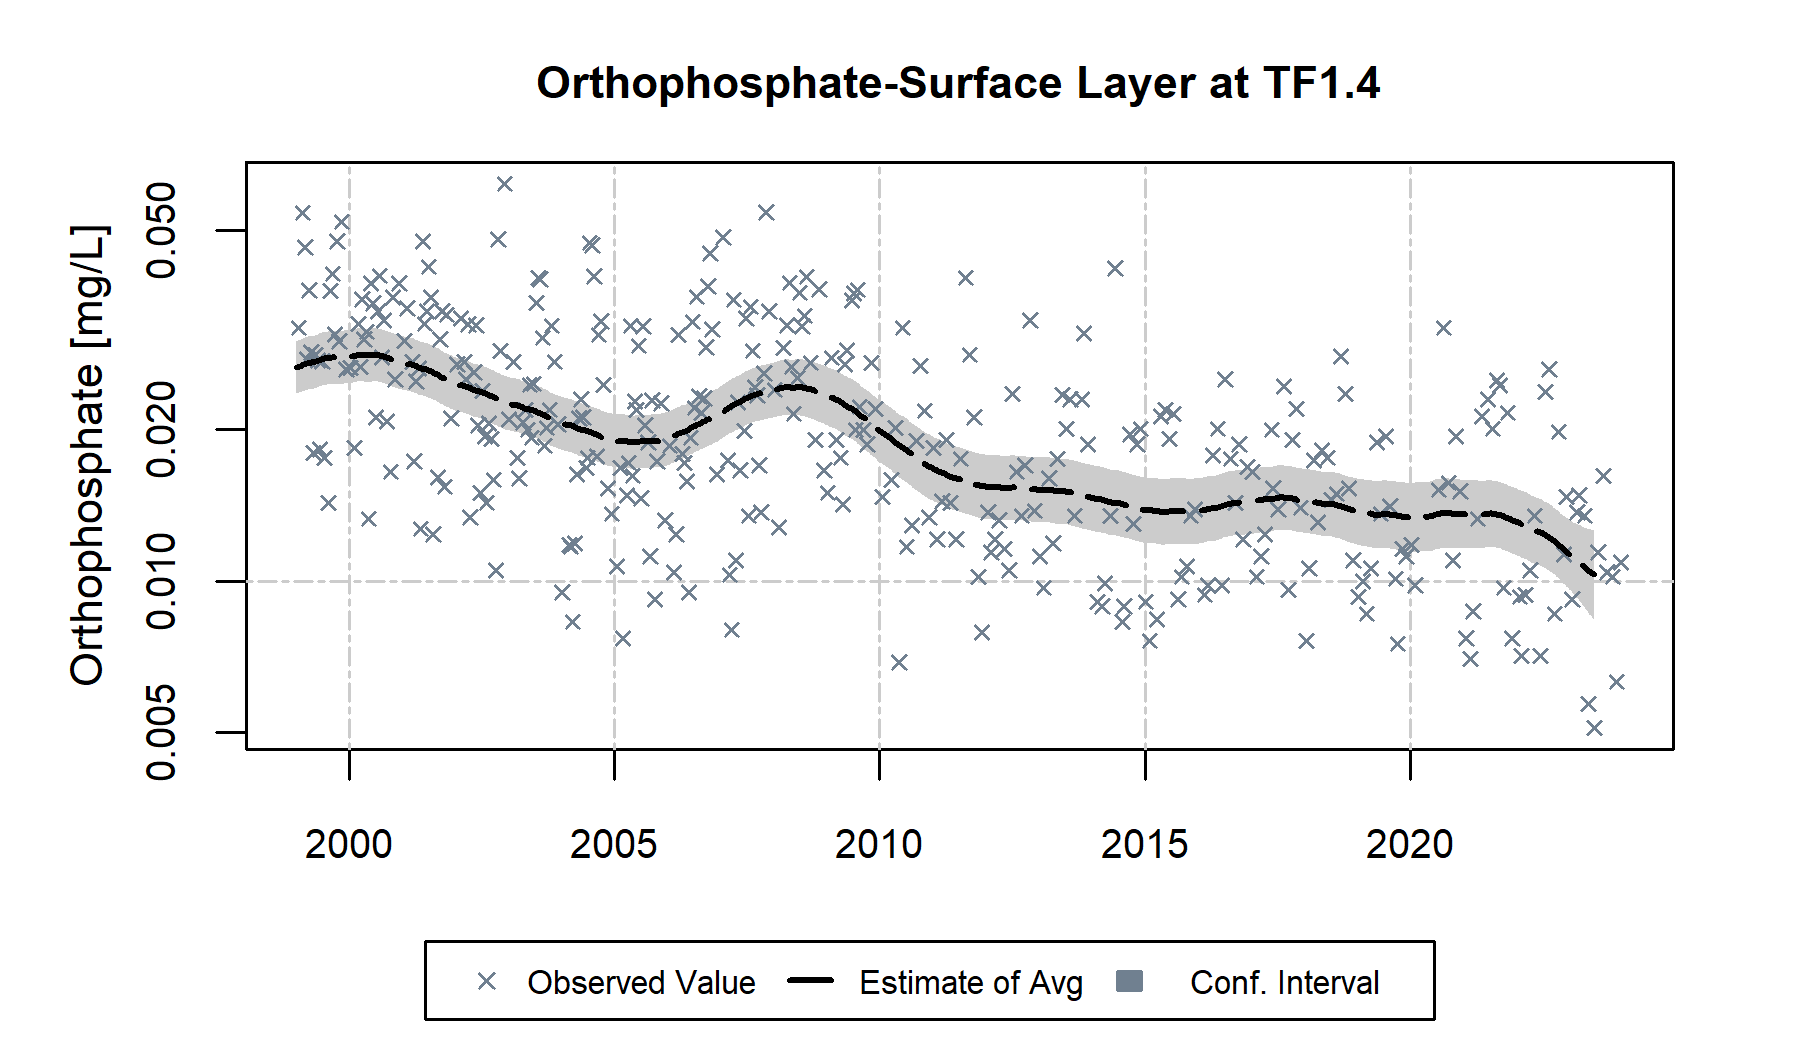 Orthophosphate-Surface Layer at TF1.4
Orthophosphate [mg/L]
0.050
0.020
0.010
0.005
2000 2005 2010 2015 2020
Observed Value Estimate of Avg Conf. Interval